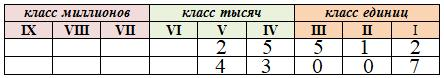 класс миллионов класс тысяч класс единиц
IX VIII VII VI V IV III II I
2 5 5 1 2
4 3 0 0 7